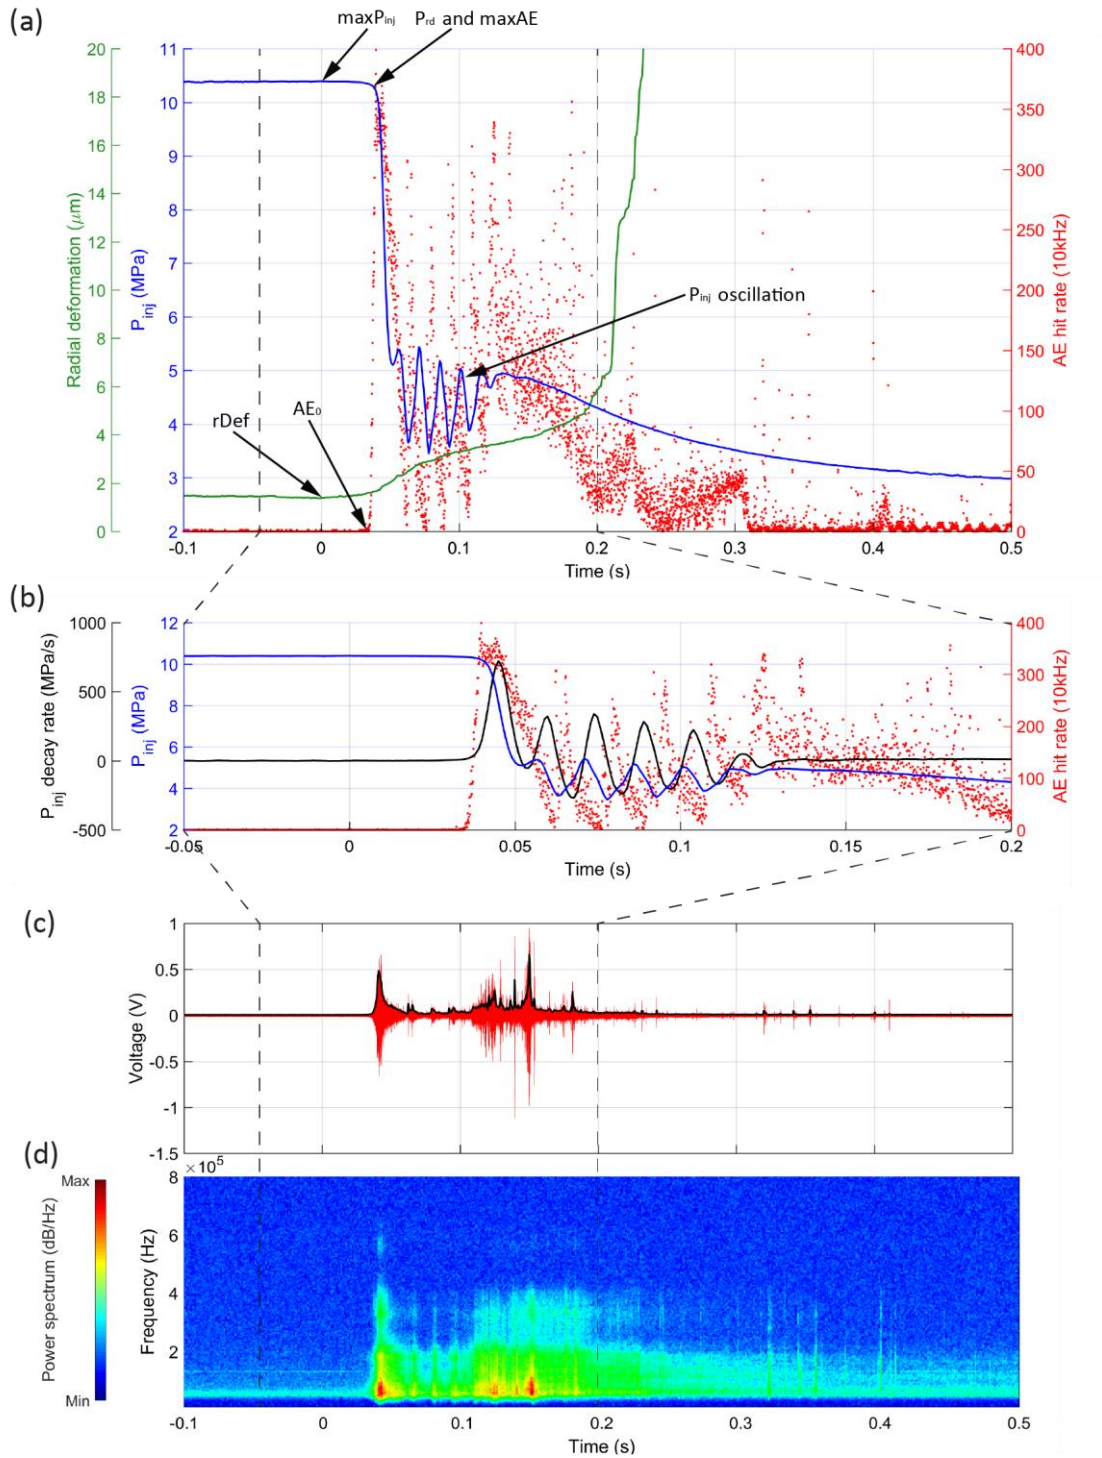 (a)
maxPinj
Prd and maxAE
20
18
16
14
12
10
8
6
4
2
0
Radial deformation (μm)
11
10
9
8
7
6
5
4
3
2
Pinj (MPa)
400
350
300
250
200
150
100
50
0
AE hit rate (10kHz)
Pinj oscillation
rDef
AE0
-0.1 0 0.1 0.2 0.3 0.4 0.5
Time (s)
(b)
1000
500
0
-500
Pinj decay rate (MPa/s)
12
10
8
6
4
2
Pinj (MPa)
400
300
200
100
0
AE hit rate (10kHz)
-0.05 0 0.05 0.1 0.15 0.2
Time (s)
(c)
1
0.5
0
-0.5
-1
-1.5
Voltage (V)
(d)
×10⁵
Max
Min
Power spectrum (dB/Hz)
8
6
4
2
Frequency (Hz)
-0.1 0 0.1 0.2 0.3 0.4 0.5
Time (s)